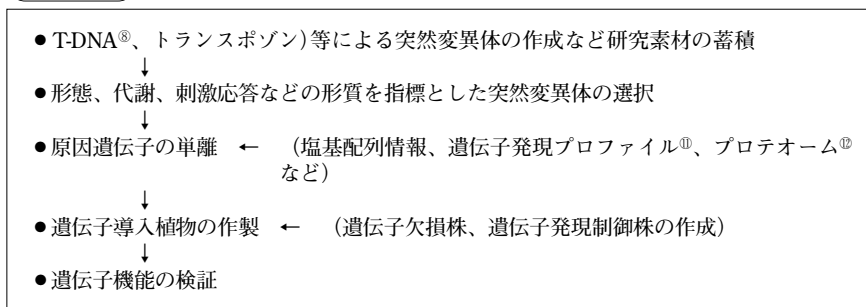 ●T-DNA⑧、トランスポゾン)等による突然変異体の作成など研究素材の蓄積
↓
●形態、代謝、刺激応答などの形質を指標とした突然変異体の選択
↓
●原因遺伝子の単離 ← (塩基配列情報、遺伝子発現プロファイル⑪、プロテオーム⑫
など)
↓
●遺伝子導入植物の作製 ← (遺伝子欠損株、遺伝子発現制御株の作成)
↓
●遺伝子機能の検証